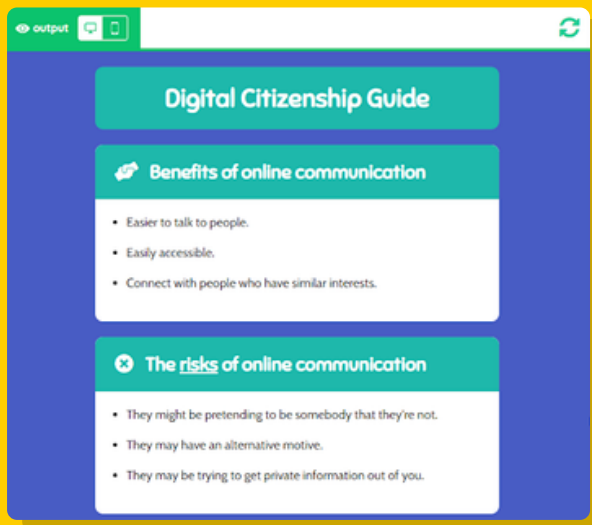 output
Digital Citizenship Guide
Benefits of online communication
Easier to talk to people.
Easily accessible.
Connect with people who have similar interests.
The risks of online communication
They might be pretending to be somebody that they're not.
They may have an alternative motive.
They may be trying to get private information out of you.